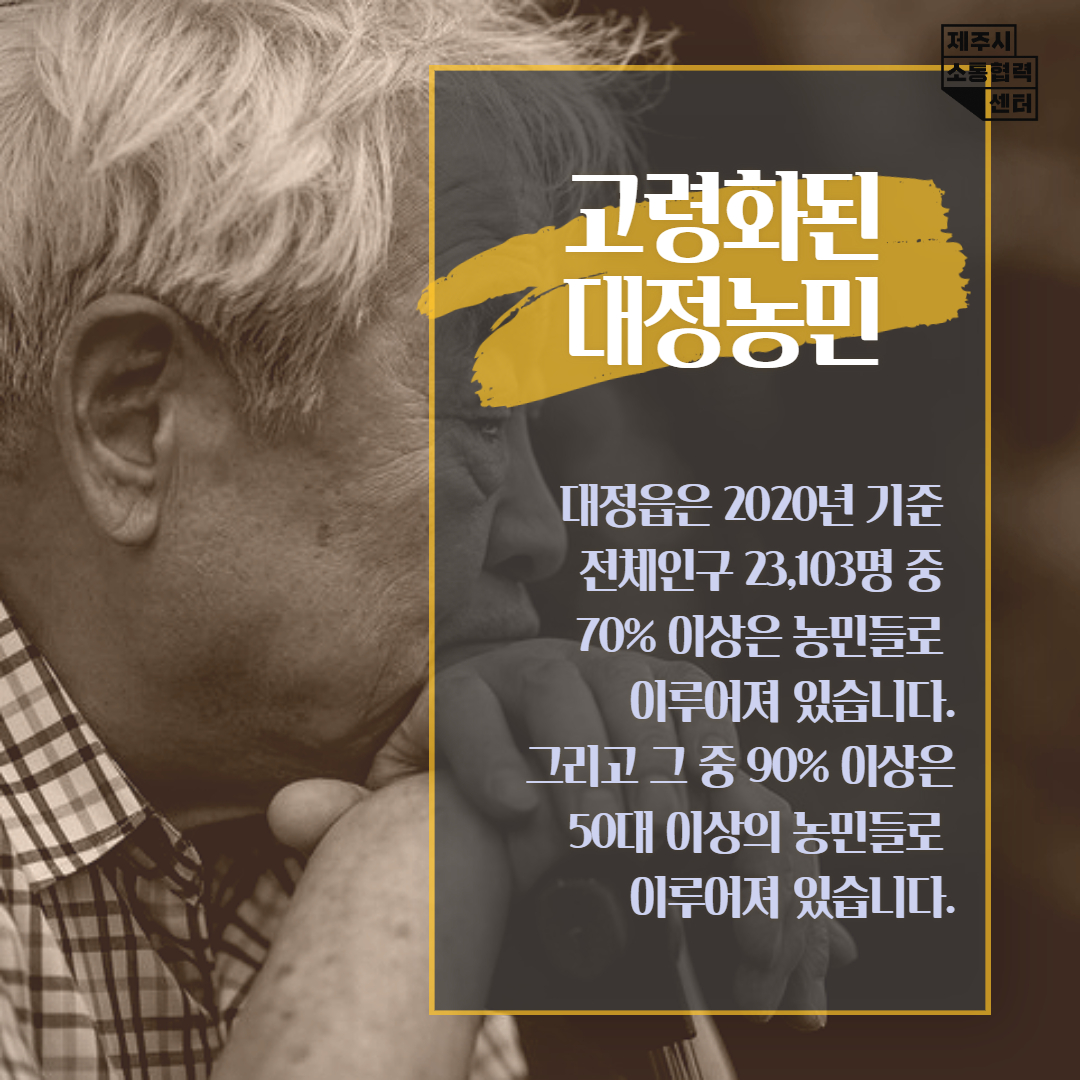 제주시
소통협력
센터
고령화된
대정농민
대정읍은 2020년 기준
전체인구 23,103명 중
70% 이상은 농민들로
이루어져 있습니다.
그리고 그 중 90% 이상은
50대 이상의 농민들로
이루어져 있습니다.